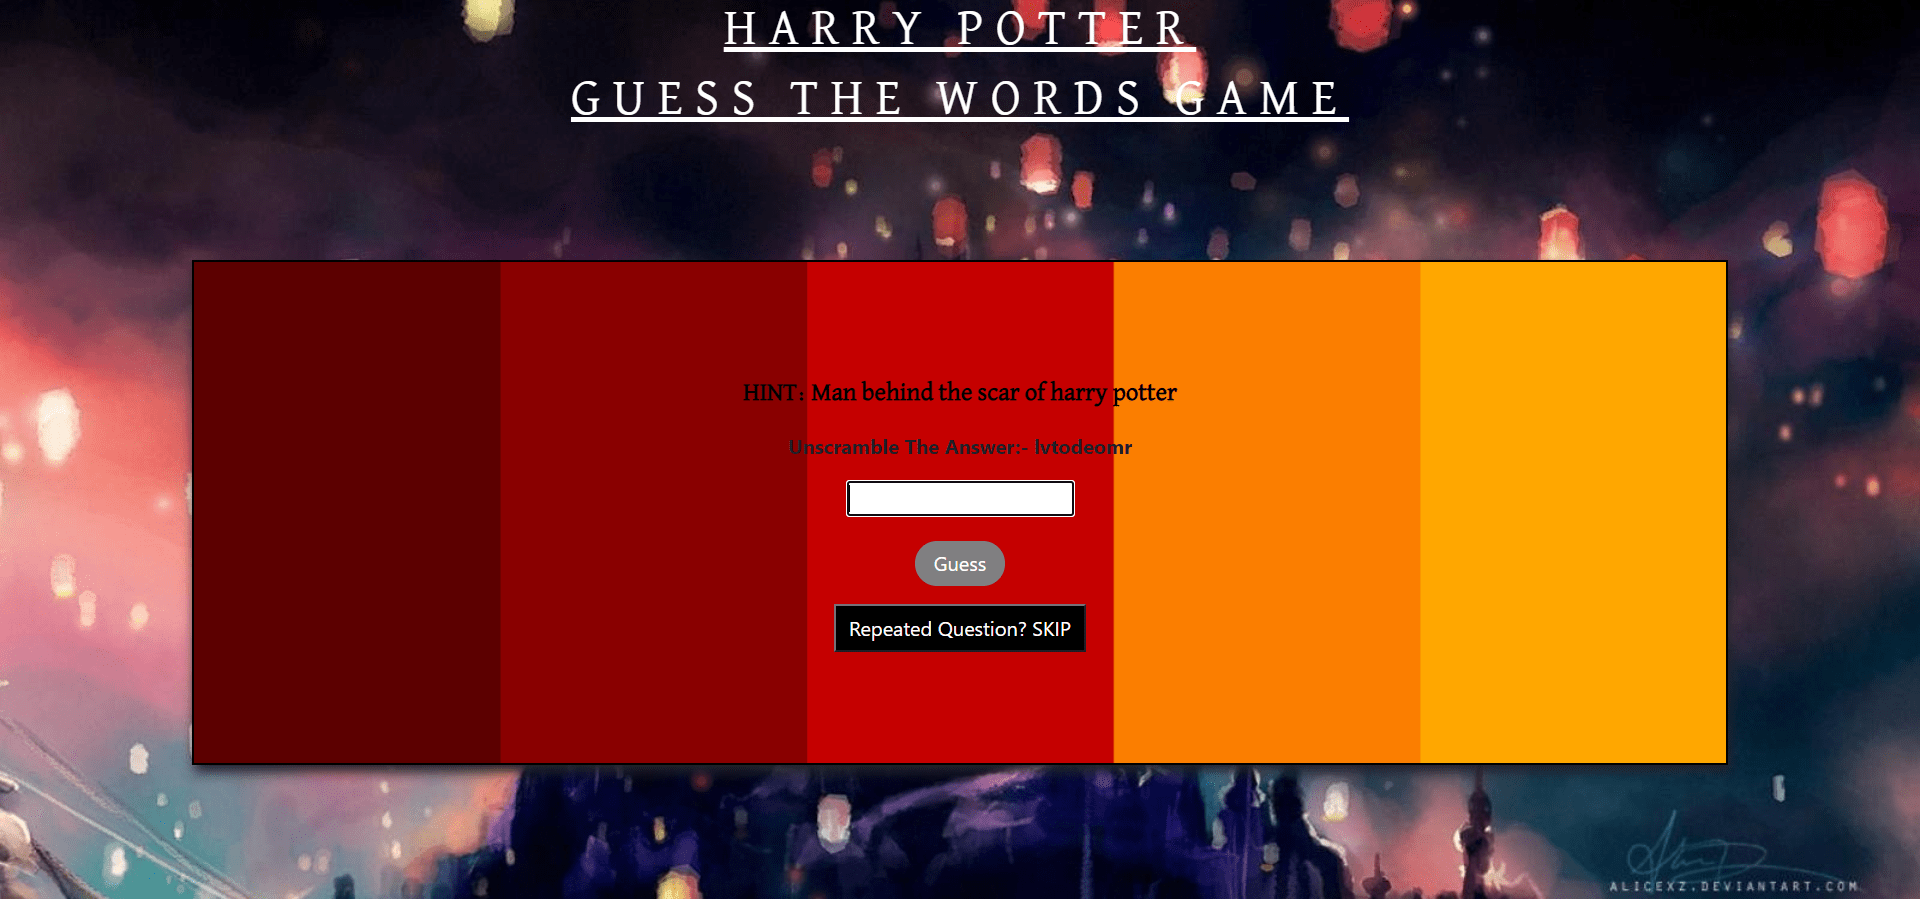 HARRY POTTER
GUESS THE WORDS GAME
HINT: Man behind the scar of harry potter
Unscramble The Answer:- lvtodeomr
Guess
Repeated Question? SKIP
ALICEXZ.DEVIANTART.COM